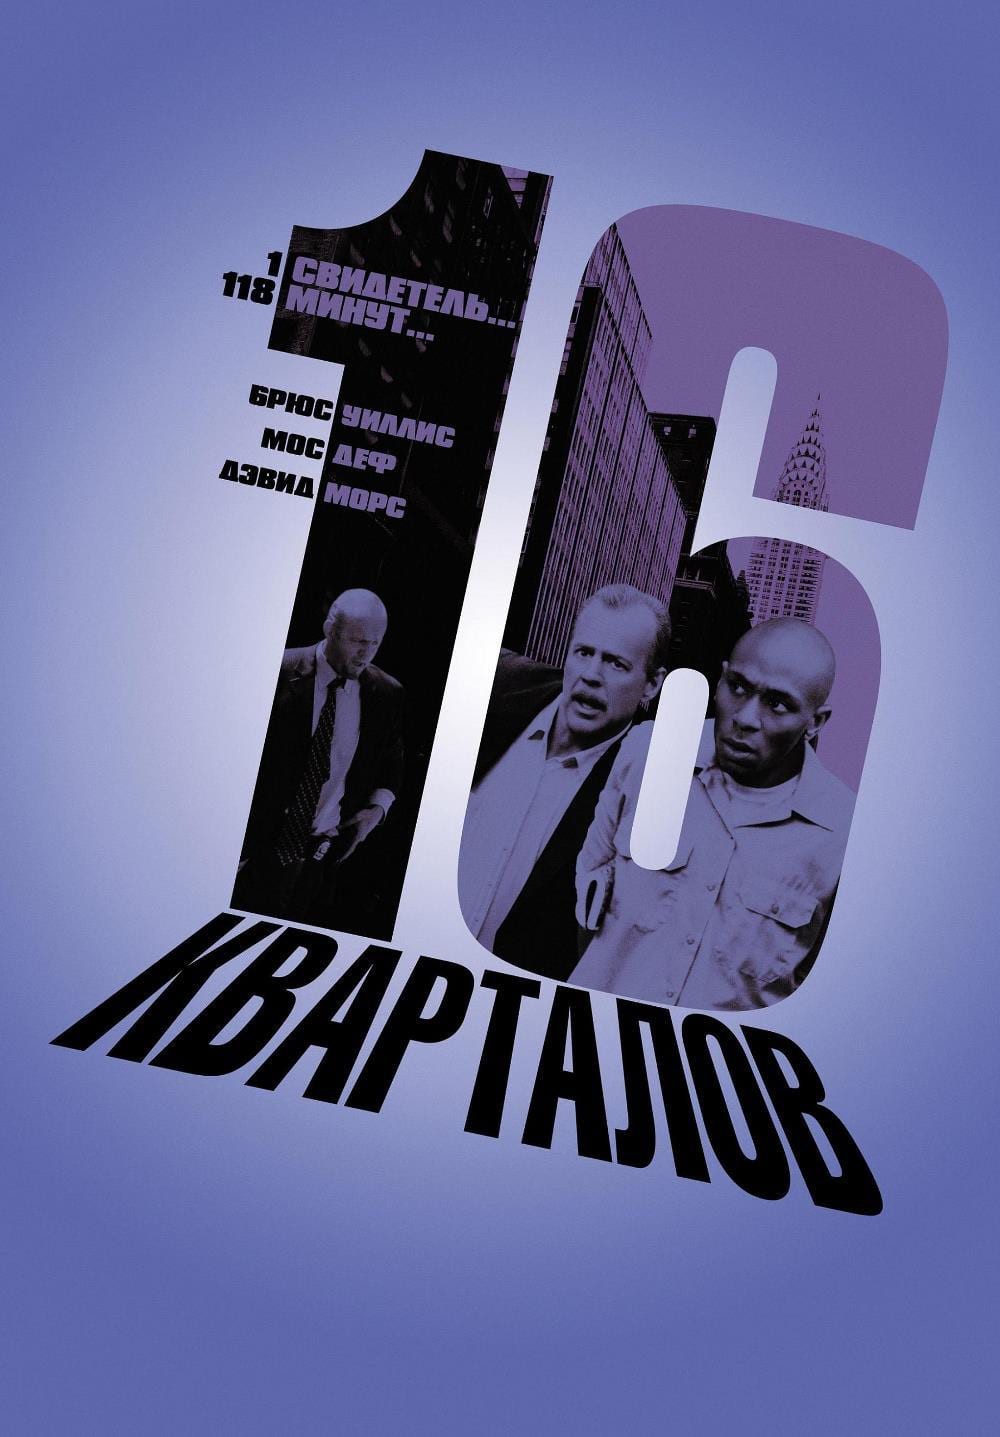 1 СВИДЕТЕЛЬ...
118 МИНУТ...
БРЮС УИЛЛИС
МОС ДЕФ
ДЭВИД МОРС
16
КВАРТАЛОВ